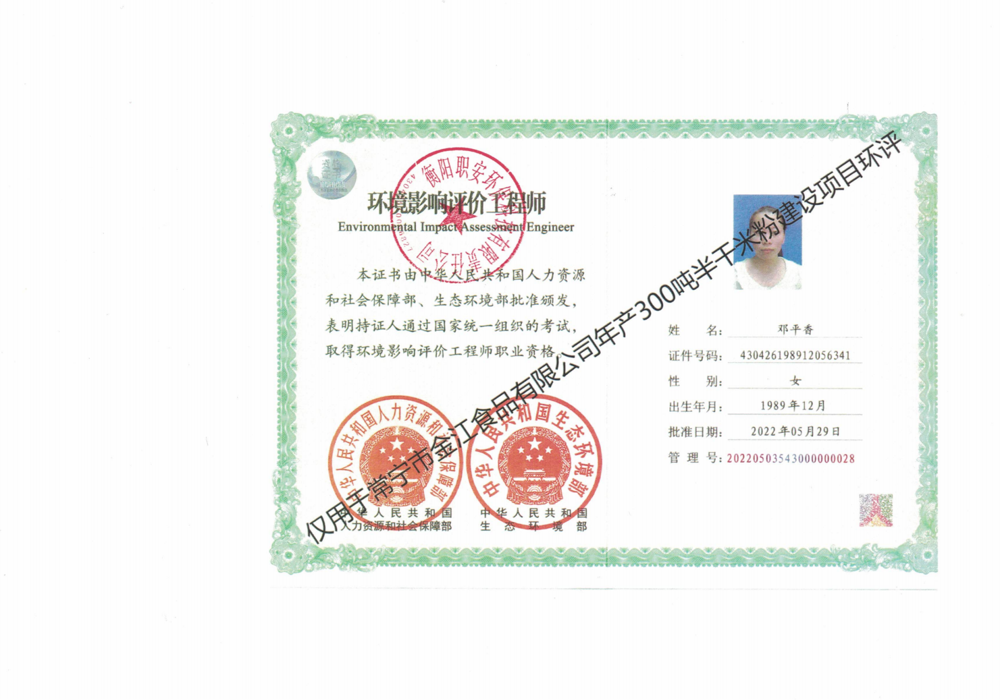 环境影响评价工程师
Environmental Impact Assessment Engineer
衡阳职安环保科技有限责任公司
本证书由中华人民共和国人力资源
和社会保障部、生态环境部批准颁发，
表明持证人通过国家统一组织的考试，
取得环境影响评价工程师职业资格。
中华人民共和国人力资源和社会保障部
中华人民共和国生态环境部
中华人民共和国
人力资源和社会保障部
中华人民共和国
生态环境部
姓 名： 邓平香
证件号码： 430426198912056341
性 别： 女
出生年月： 1989年12月
批准日期： 2022年05月29日
管 理 号: 20220503543000000028
仅用于常宁市金江食品有限公司年产300吨半干米粉建设项目环评